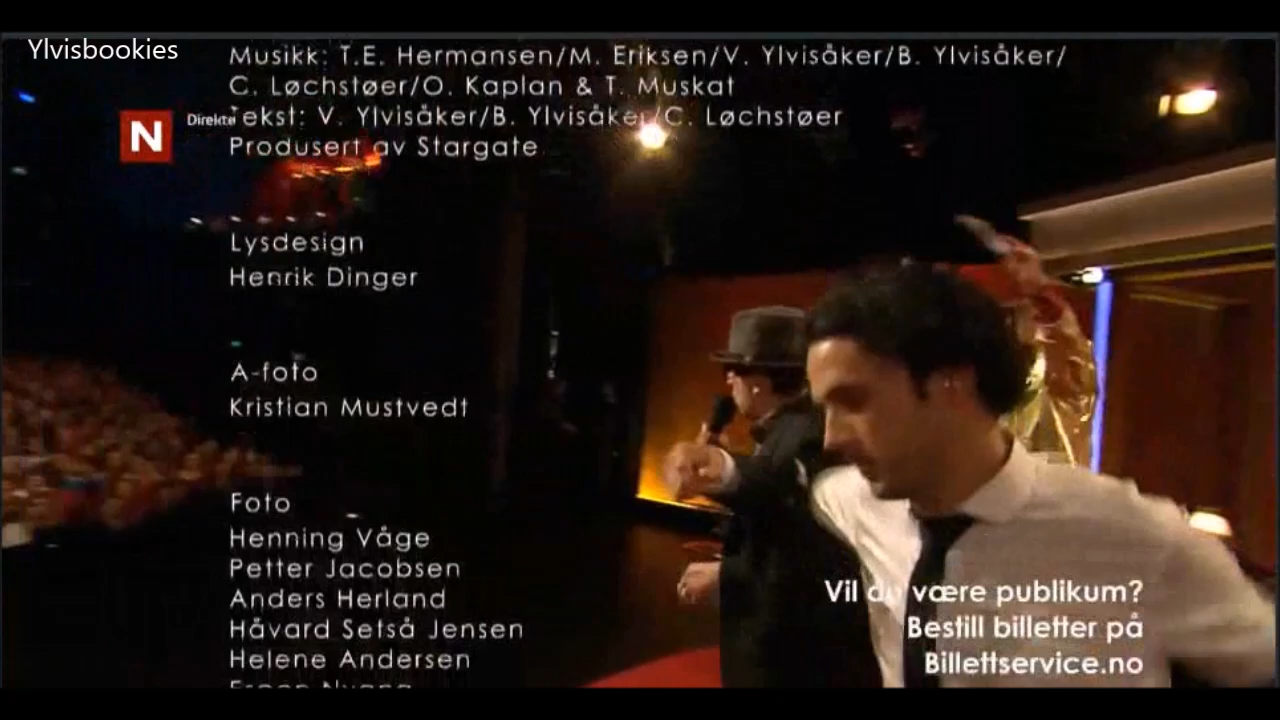 Ylvisbookies
Musikk: T.E. Hermansen/M. Eriksen/V. Ylvisåker/B. Ylvisåker/
C. Løchstøer/O. Kaplan & T. Muskat
N Direkte
Tekst: V. Ylvisåker/B. Ylvisåker/C. Løchstøer
Produsert av Stargate
Lysdesign
Henrik Dinger
A-foto
Kristian Mustvedt
Foto
Henning Våge
Petter Jacobsen
Anders Herland
Håvard Setså Jensen
Helene Andersen
Vil du være publikum?
Bestill billetter på
Billettservice.no